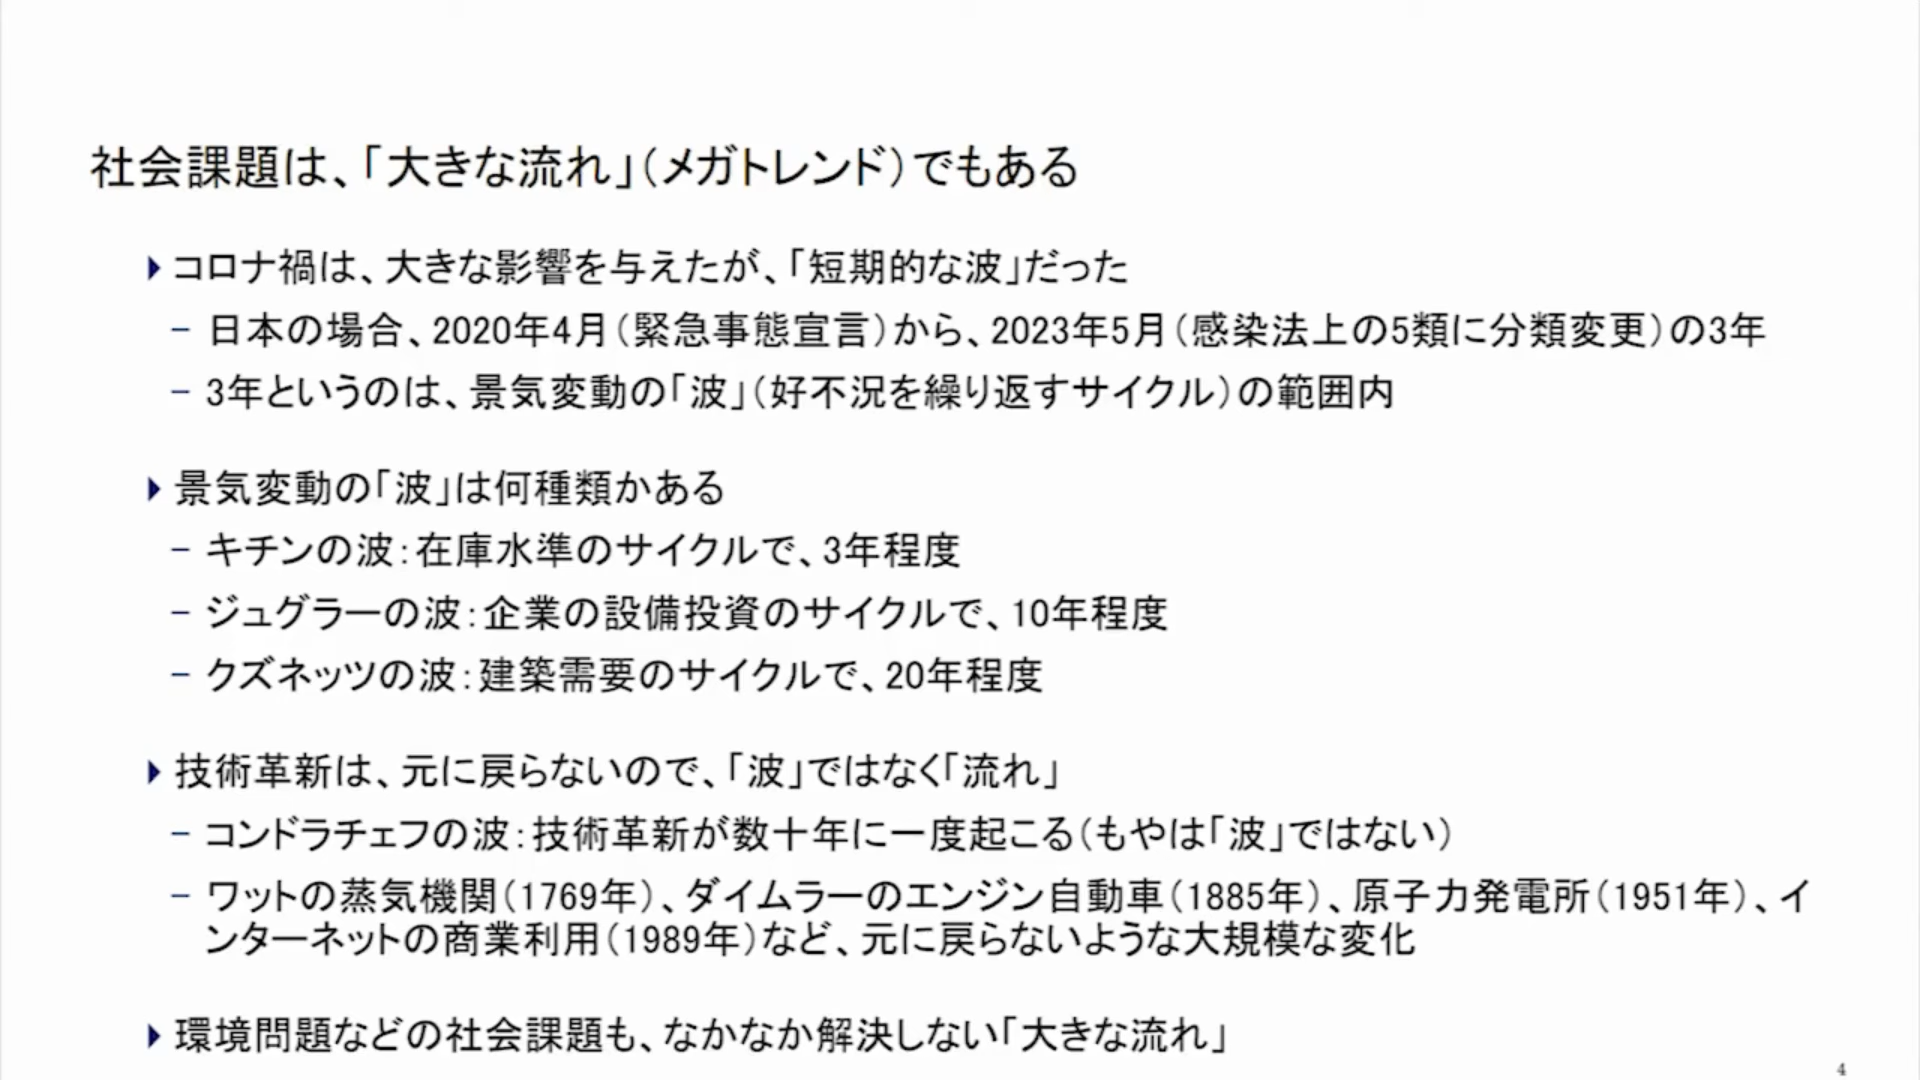 社会課題は、「大きな流れ」（メガトレンド）でもある
コロナ禍は、大きな影響を与えたが、「短期的な波」だった
– 日本の場合、2020年4月（緊急事態宣言）から、2023年5月（感染法上の5類に分類変更）の3年
– 3年というのは、景気変動の「波」（好不況を繰り返すサイクル）の範囲内
景気変動の「波」は何種類かある
– キチンの波：在庫水準のサイクルで、3年程度
– ジュグラーの波：企業の設備投資のサイクルで、10年程度
– クズネッツの波：建築需要のサイクルで、20年程度
技術革新は、元に戻らないので、「波」ではなく「流れ」
– コンドラチェフの波：技術革新が数十年に一度起こる（もやは「波」ではない）
– ワットの蒸気機関（1769年）、ダイムラーのエンジン自動車（1885年）、原子力発電所（1951年）、イ
ンターネットの商業利用（1989年）など、元に戻らないような大規模な変化
環境問題などの社会課題も、なかなか解決しない「大きな流れ」
4